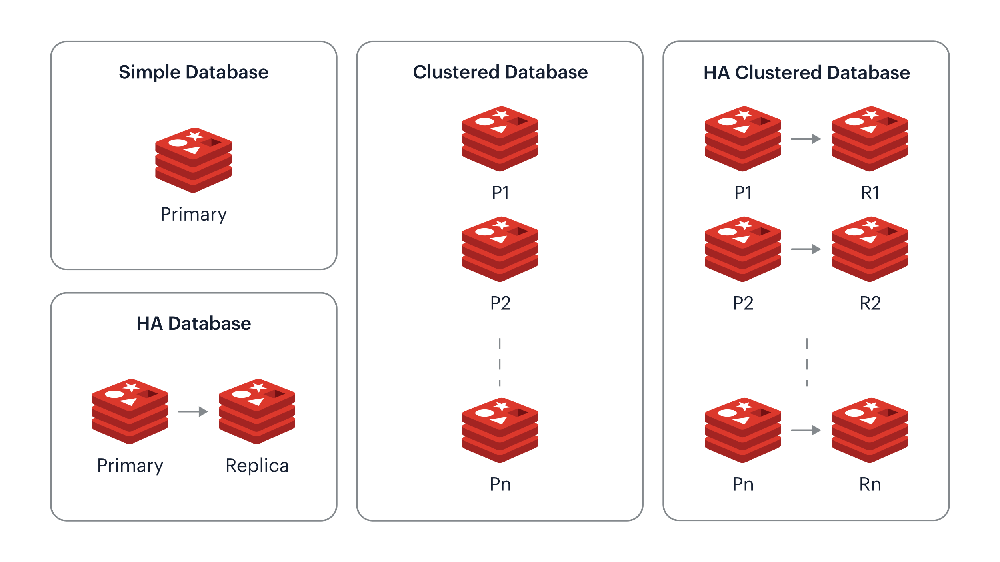 Simple Database
Primary
HA Database
Primary Replica
Clustered Database
P1
P2
Pn
HA Clustered Database
P1 R1
P2 R2
Pn Rn